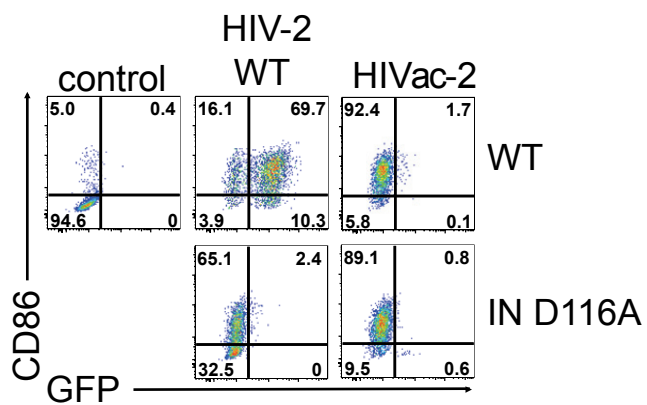 HIV-2
control WT HIVac-2
5.0 0.4 16.1 69.7 92.4 1.7
WT
94.6 0 3.9 10.3 5.8 0.1
65.1 2.4 89.1 0.8
IN D116A
32.5 0 9.5 0.6
CD86
GFP